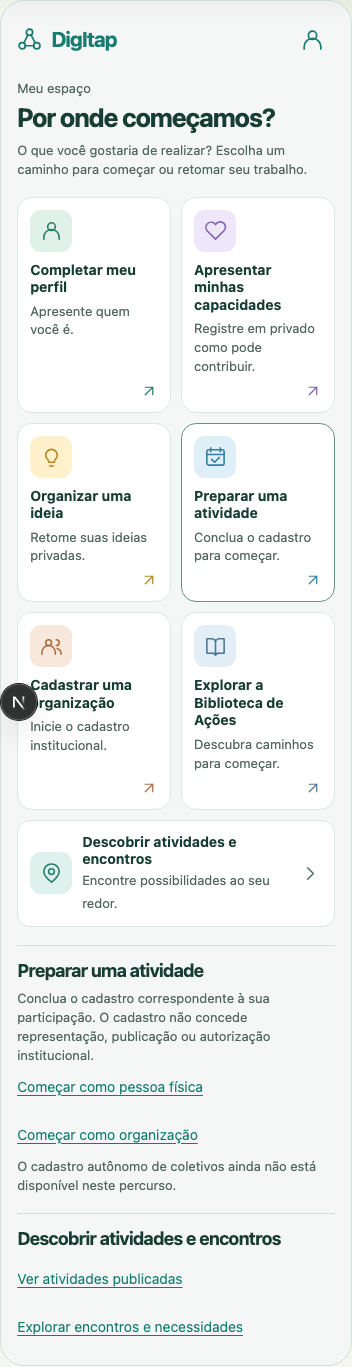 DigItap
Meu espaço
Por onde começamos?
O que você gostaria de realizar? Escolha um
caminho para começar ou retomar seu trabalho.
Completar meu
perfil
Apresente quem
você é.
Apresentar
minhas
capacidades
Registre em privado
como pode
contribuir.
Organizar uma
ideia
Retome suas ideias
privadas.
Preparar uma
atividade
Conclua o cadastro
para começar.
Cadastrar uma
organização
Inicie o cadastro
institucional.
N
Explorar a
Biblioteca de
Ações
Descubra caminhos
para começar.
Descobrir atividades e
encontros
Encontre possibilidades ao seu
redor.
Preparar uma atividade
Conclua o cadastro correspondente à sua
participação. O cadastro não concede
representação, publicação ou autorização
institucional.
Começar como pessoa física
Começar como organização
O cadastro autônomo de coletivos ainda não está
disponível neste percurso.
Descobrir atividades e encontros
Ver atividades publicadas
Explorar encontros e necessidades